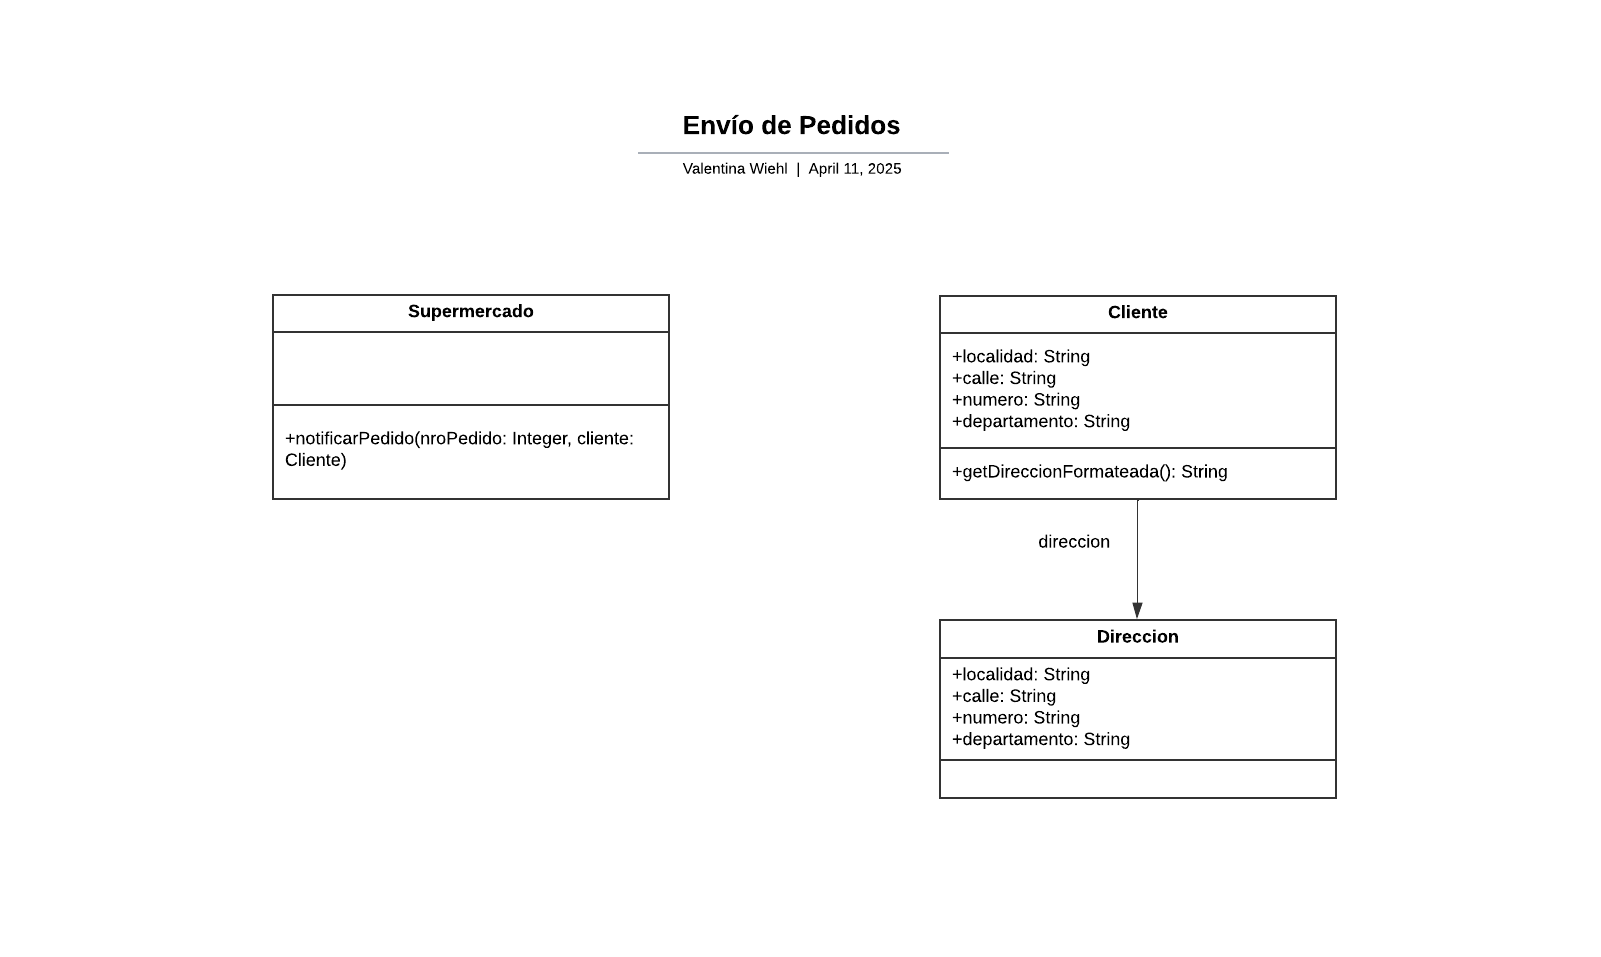 Envío de Pedidos
Valentina Wiehl | April 11, 2025
Supermercado
+notificarPedido(nroPedido: Integer, cliente:
Cliente)
Cliente
+localidad: String
+calle: String
+numero: String
+departamento: String
+getDireccionFormateada(): String
direccion
Direccion
+localidad: String
+calle: String
+numero: String
+departamento: String